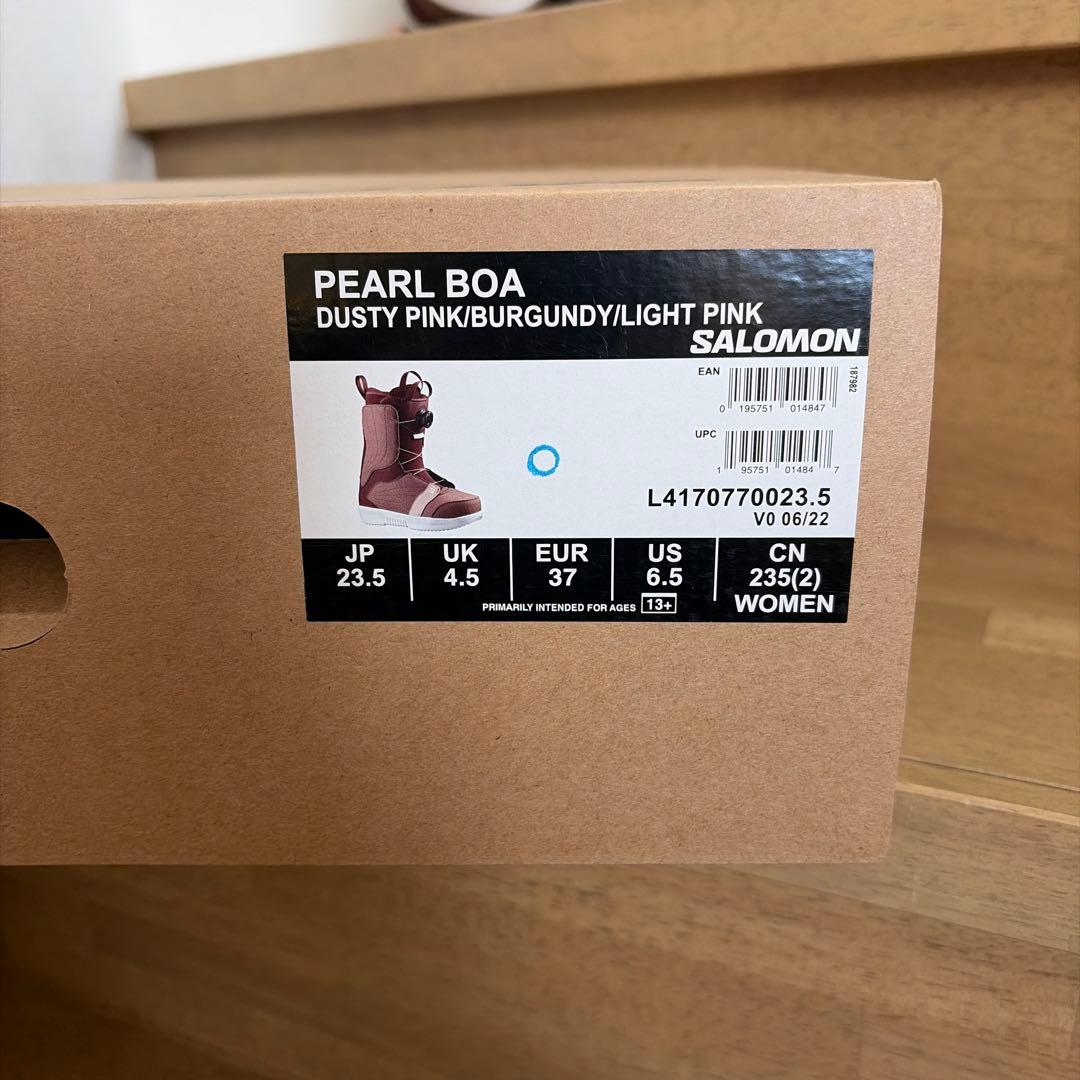 PEARL BOA
DUSTY PINK/BURGUNDY/LIGHT PINK
SALOMON
EAN
0 195751 014847
187982
UPC
1 95751 01484 7
L4170770023.5
V0 06/22
JP UK EUR US CN
23.5 4.5 37 6.5 235(2)
PRIMARILY INTENDED FOR AGES 13+ WOMEN